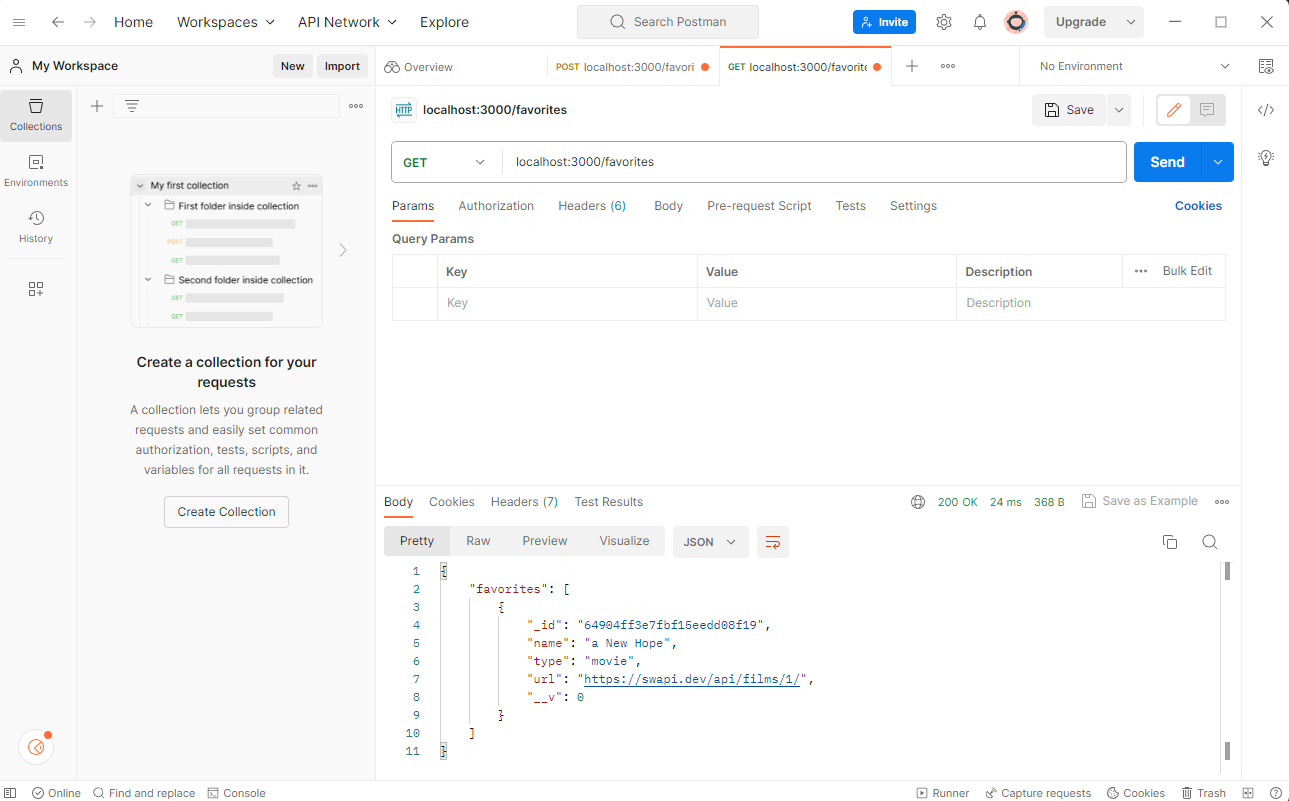 Home Workspaces API Network Explore Search Postman Invite Upgrade
My Workspace New Import Overview POST localhost:3000/favori GET localhost:3000/favorite No Environment
Collections
Environments
History
My first collection
First folder inside collection
GET
POST
GET
Second folder inside collection
GET
GET
Create a collection for your
requests
A collection lets you group related
requests and easily set common
authorization, tests, scripts, and
variables for all requests in it.
Create Collection
HTTP localhost:3000/favorites Save
GET localhost:3000/favorites Send
Params Authorization Headers (6) Body Pre-request Script Tests Settings Cookies
Query Params
Key Value Description Bulk Edit
Key Value Description
Body Cookies Headers (7) Test Results 200 OK 24 ms 368 B Save as Example
Pretty Raw Preview Visualize JSON
1 {
2 "favorites": [
3 {
4 "_id": "64904ff3e7fbf15eedd08f19",
5 "name": "a New Hope",
6 "type": "movie",
7 "url": "https://swapi.dev/api/films/1/",
8 "__v": 0
9 }
10 ]
11 }
Online Find and replace Console Runner Capture requests Cookies Trash